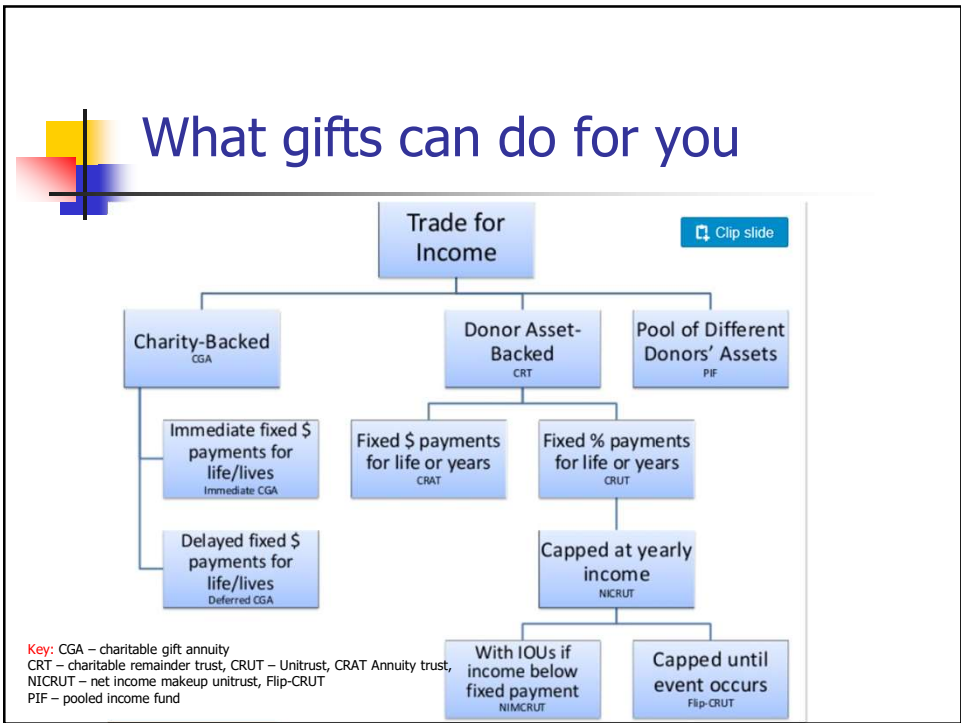 What gifts can do for you
Trade for
Income
Clip slide
Charity-Backed
CGA
Donor Asset-
Backed
CRT
Pool of Different
Donors' Assets
PIF
Immediate fixed $
payments for
life/lives
Immediate CGA
Fixed $ payments
for life or years
CRAT
Fixed % payments
for life or years
CRUT
Delayed fixed $
payments for
life/lives
Deferred CGA
Capped at yearly
income
NICRUT
With IOUs if
income below
fixed payment
NIMCRUT
Capped until
event occurs
Flip-CRUT
Key: CGA – charitable gift annuity
CRT – charitable remainder trust, CRUT – Unitrust, CRAT Annuity trust,
NICRUT – net income makeup unitrust, Flip-CRUT
PIF – pooled income fund